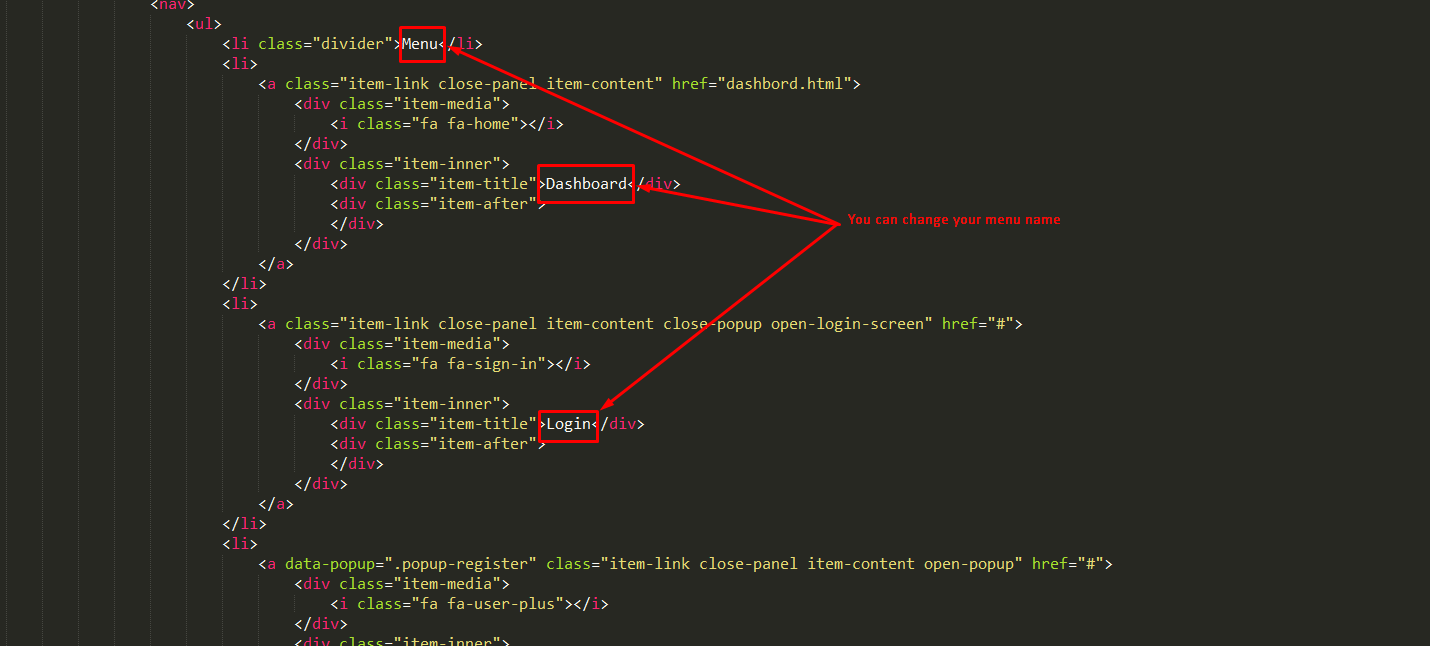 <nav>
<ul>
<li class="divider">Menu</li>
<li>
<a class="item-link close-panel item-content" href="dashbord.html">
<div class="item-media">
<i class="fa fa-home"></i>
</div>
<div class="item-inner">
<div class="item-title">Dashboard</div>
<div class="item-after">
</div>
You can change your menu name
</div>
</a>
</li>
<li>
<a class="item-link close-panel item-content close-popup open-login-screen" href="#">
<div class="item-media">
<i class="fa fa-sign-in"></i>
</div>
<div class="item-inner">
<div class="item-title">Login</div>
<div class="item-after">
</div>
</div>
</a>
</li>
<li>
<a data-popup=".popup-register" class="item-link close-panel item-content open-popup" href="#">
<div class="item-media">
<i class="fa fa-user-plus"></i>
</div>
<div class="item-inner">